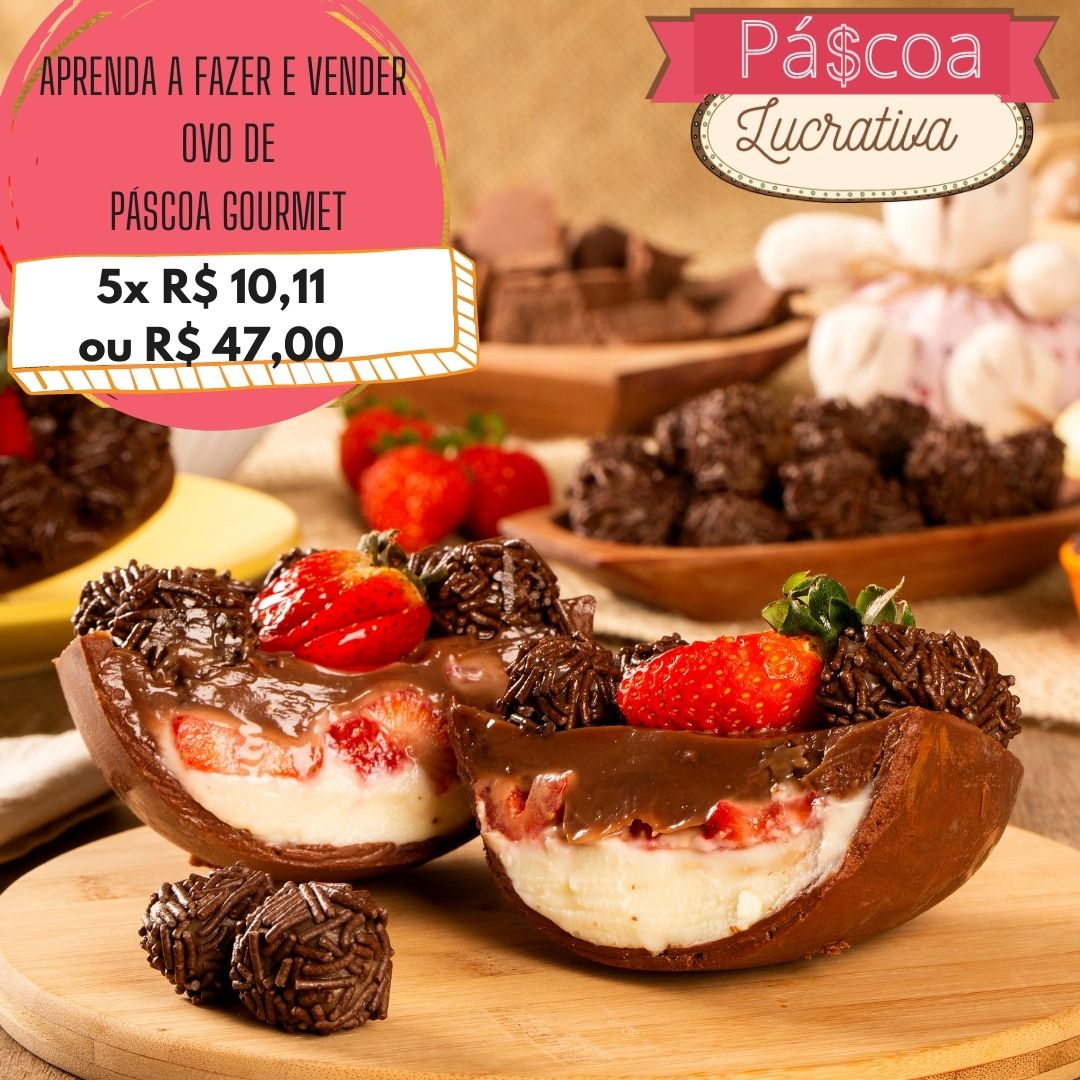 APRENDA A FAZER E VENDER
OVO DE
PÁSCOA GOURMET
5x R$ 10,11
ou R$ 47,00
Pá$coa
Lucrativa